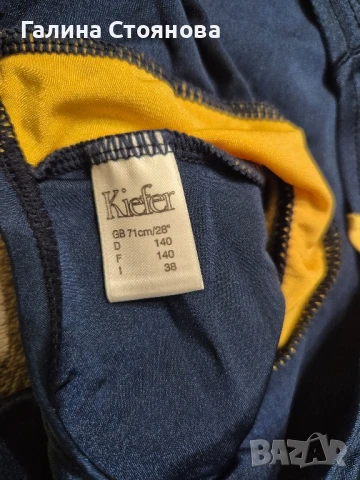 Галина Стоянова
Kiefer
GB 71cm/28"
D 140
F 140
I 38
BAZAR